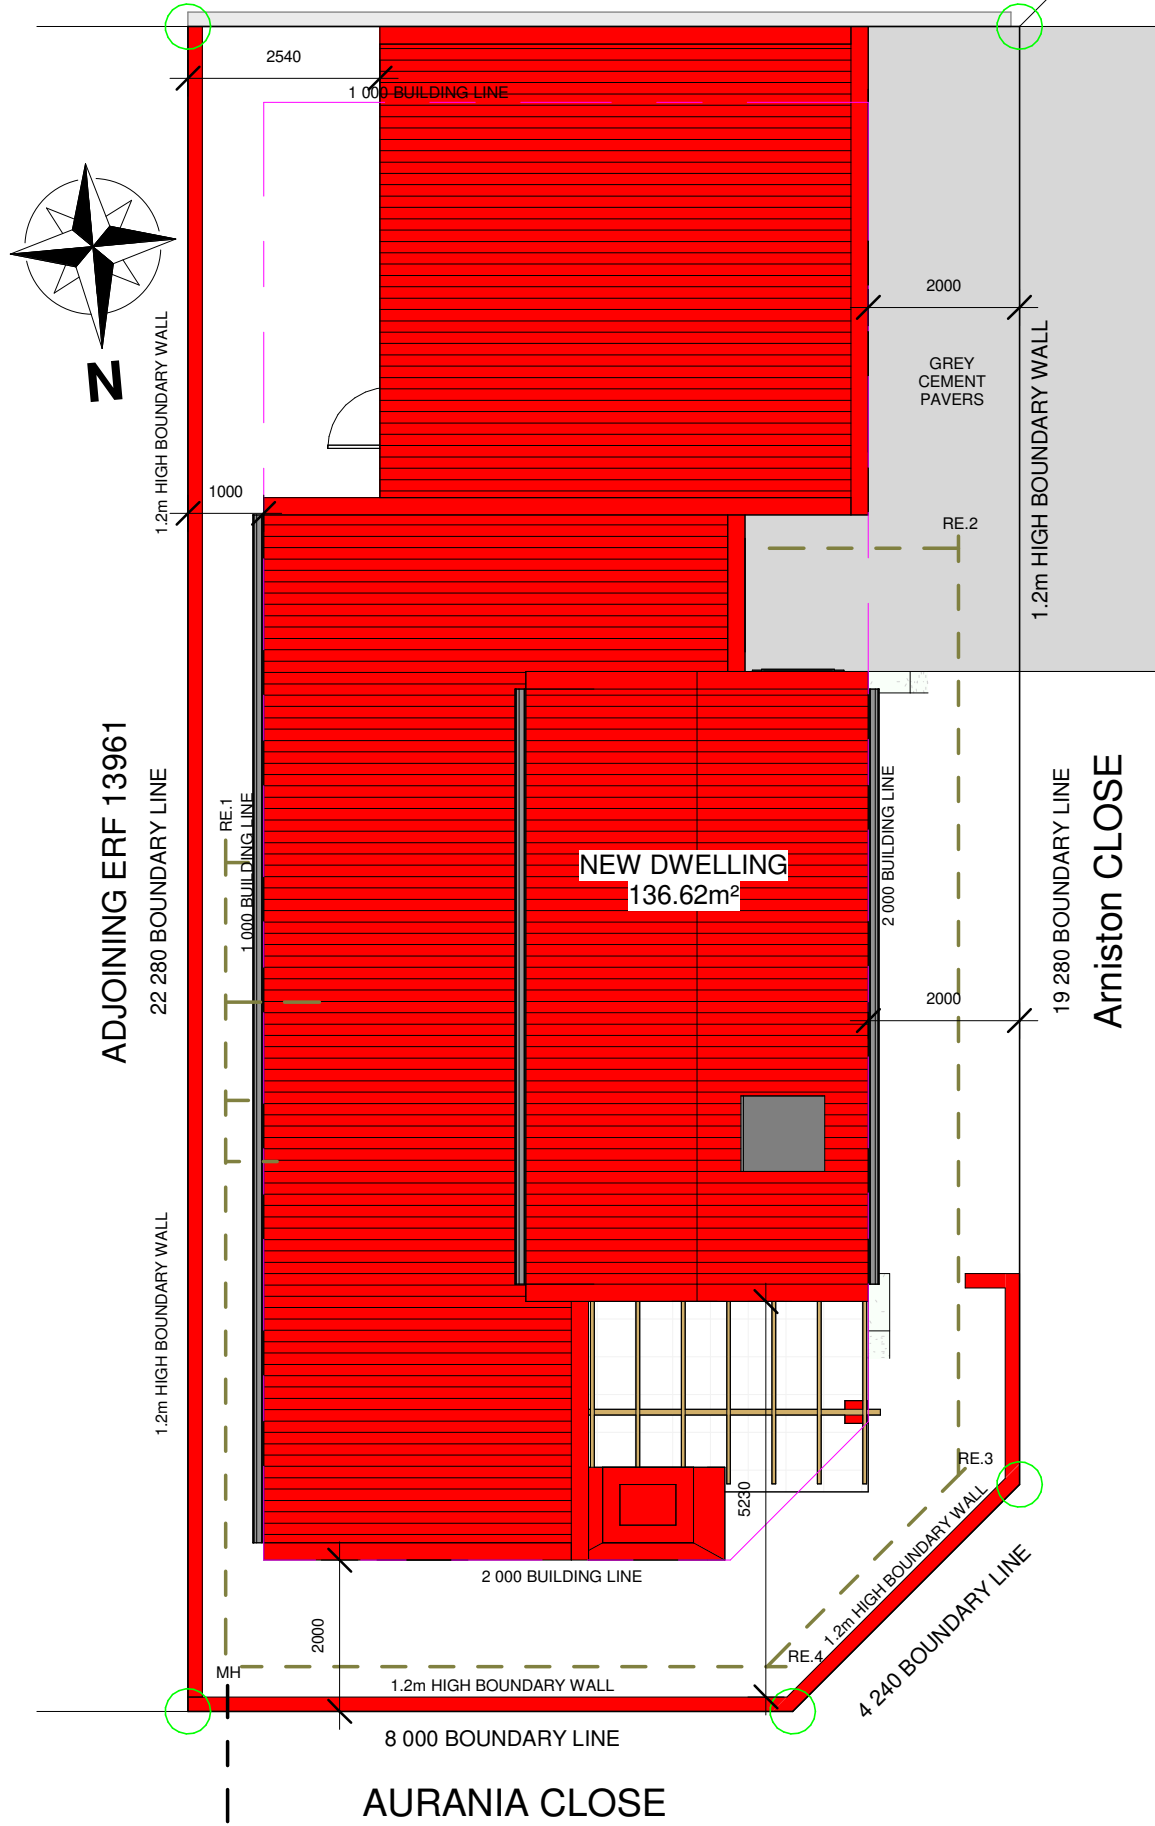 2540
1 000 BUILDING LINE
N
1.2m HIGH BOUNDARY WALL
2000
GREY
CEMENT
PAVERS
1.2m HIGH BOUNDARY WALL
1000
RE.2
ADJOINING ERF 13961
22 280 BOUNDARY LINE
RE.1
1 000 BUILDING LINE
NEW DWELLING
136.62m²
2 000 BUILDING LINE
2000
19 280 BOUNDARY LINE
Arniston CLOSE
1.2m HIGH BOUNDARY WALL
5230
RE.3
1.2m HIGH BOUNDARY WALL
4 240 BOUNDARY LINE
2 000 BUILDING LINE
2000
RE.4
MH
1.2m HIGH BOUNDARY WALL
8 000 BOUNDARY LINE
AURANIA CLOSE